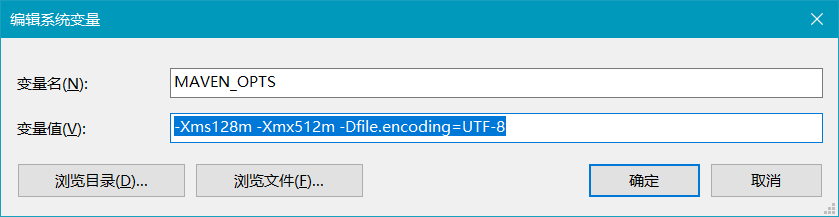 编辑系统变量
变量名(N): MAVEN_OPTS
变量值(V): -Xms128m -Xmx512m -Dfile.encoding=UTF-8
浏览目录(D)... 浏览文件(F)... 确定 取消